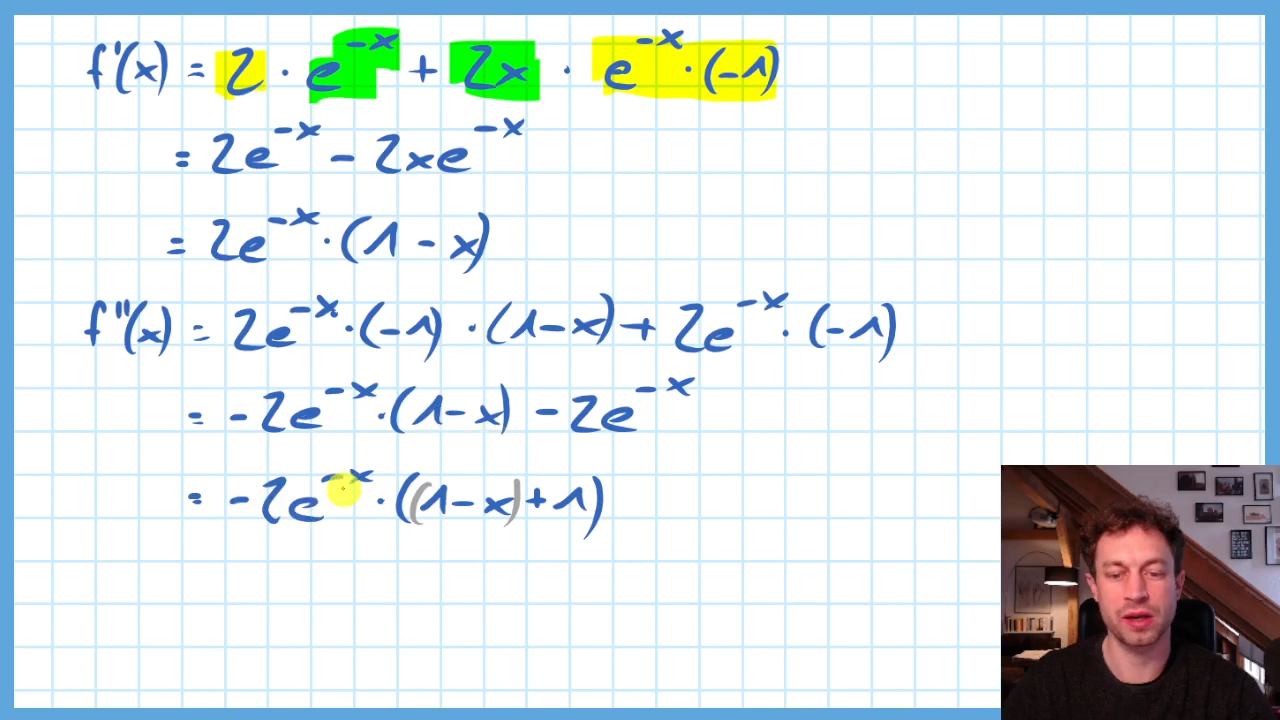 f'(x) = 2 · e^{-x} + 2x · e^{-x} · (-1)
= 2e^{-x} - 2xe^{-x}
= 2e^{-x} · (1 - x)
f''(x) = 2e^{-x} · (-1) · (1-x) + 2e^{-x} · (-1)
= -2e^{-x} · (1-x) - 2e^{-x}
= -2e^{-x} · ((1-x)+1)